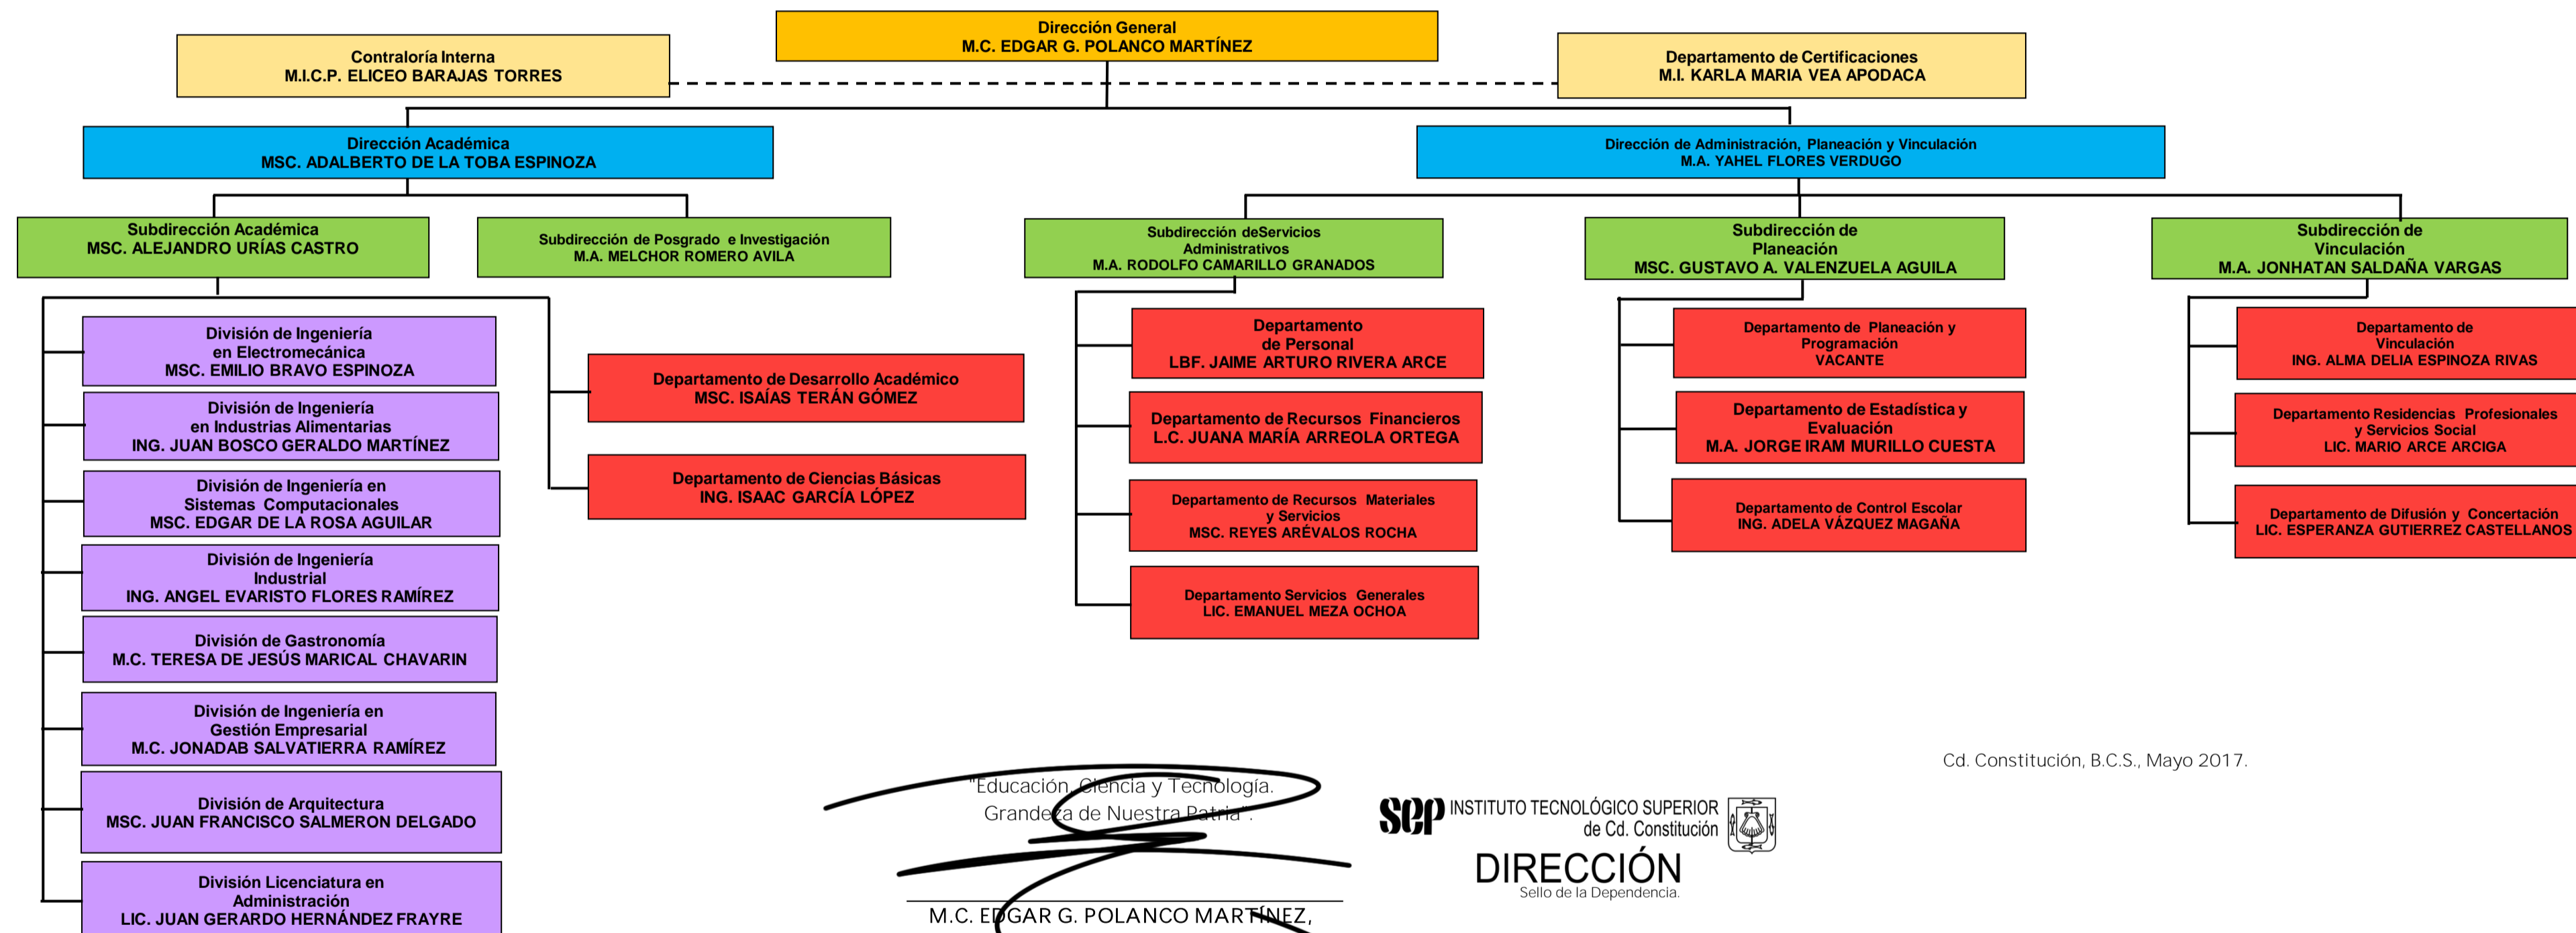 Dirección General
M.C. EDGAR G. POLANCO MARTÍNEZ
Contraloría Interna
M.I.C.P. ELICEO BARAJAS TORRES
Departamento de Certificaciones
M.I. KARLA MARIA VEA APODACA
Dirección Académica
MSC. ADALBERTO DE LA TOBA ESPINOZA
Dirección de Administración, Planeación y Vinculación
M.A. YAHEL FLORES VERDUGO
Subdirección Académica
MSC. ALEJANDRO URÍAS CASTRO
Subdirección de Posgrado e Investigación
M.A. MELCHOR ROMERO AVILA
Subdirección deServicios
Administrativos
M.A. RODOLFO CAMARILLO GRANADOS
Subdirección de
Planeación
MSC. GUSTAVO A. VALENZUELA AGUILA
Subdirección de
Vinculación
M.A. JONHATAN SALDAÑA VARGAS
División de Ingeniería
en Electromecánica
MSC. EMILIO BRAVO ESPINOZA
División de Ingeniería
en Industrias Alimentarias
ING. JUAN BOSCO GERALDO MARTÍNEZ
División de Ingeniería en
Sistemas Computacionales
MSC. EDGAR DE LA ROSA AGUILAR
División de Ingeniería
Industrial
ING. ANGEL EVARISTO FLORES RAMÍREZ
División de Gastronomía
M.C. TERESA DE JESÚS MARICAL CHAVARIN
División de Ingeniería en
Gestión Empresarial
M.C. JONADAB SALVATIERRA RAMÍREZ
División de Arquitectura
MSC. JUAN FRANCISCO SALMERON DELGADO
División Licenciatura en
Administración
LIC. JUAN GERARDO HERNÁNDEZ FRAYRE
Departamento de Desarrollo Académico
MSC. ISAÍAS TERÁN GÓMEZ
Departamento de Ciencias Básicas
ING. ISAAC GARCÍA LÓPEZ
Departamento
de Personal
LBF. JAIME ARTURO RIVERA ARCE
Departamento de Recursos Financieros
L.C. JUANA MARÍA ARREOLA ORTEGA
Departamento de Recursos Materiales
y Servicios
MSC. REYES ARÉVALOS ROCHA
Departamento Servicios Generales
LIC. EMANUEL MEZA OCHOA
Departamento de Planeación y
Programación
VACANTE
Departamento de Estadística y
Evaluación
M.A. JORGE IRAM MURILLO CUESTA
Departamento de Control Escolar
ING. ADELA VÁZQUEZ MAGAÑA
Departamento de
Vinculación
ING. ALMA DELIA ESPINOZA RIVAS
Departamento Residencias Profesionales
y Servicios Social
LIC. MARIO ARCE ARCIGA
Departamento de Difusión y Concertación
LIC. ESPERANZA GUTIERREZ CASTELLANOS
Cd. Constitución, B.C.S., Mayo 2017.
"Educación, Ciencia y Tecnología.
Grandeza de Nuestra Patria".
M.C. EDGAR G. POLANCO MARTÍNEZ,
sep INSTITUTO TECNOLÓGICO SUPERIOR
de Cd. Constitución
DIRECCIÓN
Sello de la Dependencia.